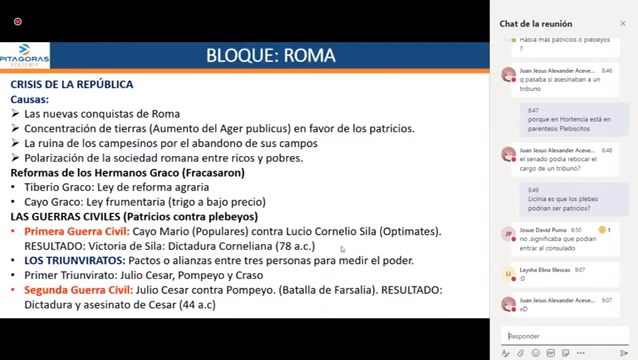 PITAGORAS
ACADEMY
BLOQUE: ROMA
CRISIS DE LA REPÚBLICA
Causas:
➢ Las nuevas conquistas de Roma
➢ Concentración de tierras (Aumento del Ager publicus) en favor de los patricios.
➢ La ruina de los campesinos por el abandono de sus campos
➢ Polarización de la sociedad romana entre ricos y pobres.
Reformas de los Hermanos Graco (Fracasaron)
• Tiberio Graco: Ley de reforma agraria
• Cayo Graco: Ley frumentaria (trigo a bajo precio)
LAS GUERRAS CIVILES (Patricios contra plebeyos)
• Primera Guerra Civil: Cayo Mario (Populares) contra Lucio Cornelio Sila (Optimates).
RESULTADO: Victoria de Sila: Dictadura Corneliana (78 a.c.)
• LOS TRIUNVIRATOS: Pactos o alianzas entre tres personas para medir el poder.
• Primer Triunvirato: Julio Cesar, Pompeyo y Craso
• Segunda Guerra Civil: Julio Cesar contra Pompeyo. (Batalla de Farsalia). RESULTADO:
Dictadura y asesinato de Cesar (44 a.c)
Chat de la reunión
Había mas patricios o plebeyos
?
Juan Jesus Alexander Aceve... 8:46
q pasaba si asesinaban a un
tribuno
8:47
porque en Hortencia está en
parentesis Plebiscitos
Juan Jesus Alexander Aceve... 8:48
el senado podia rebocar el
cargo de un tribuno?
8:49
Licinia es que los plebes
podrían ser patricios?
JP
Josue David Puma 8:50 1
no ,significaba que podian
entrar al consulado
LI
Leysha Elina Illescas 9:07
:0
Juan Jesus Alexander Aceve... 9:07
xD
Responder